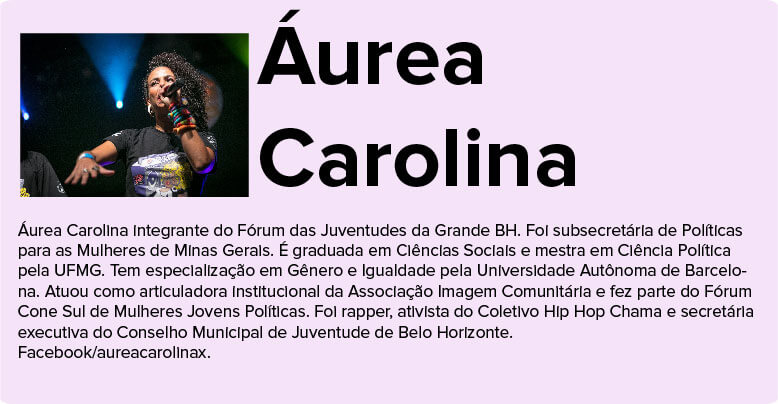 Áurea
Carolina
Áurea Carolina integrante do Fórum das Juventudes da Grande BH. Foi subsecretária de Políticas
para as Mulheres de Minas Gerais. É graduada em Ciências Sociais e mestra em Ciência Política
pela UFMG. Tem especialização em Gênero e Igualdade pela Universidade Autônoma de Barcelo-
na. Atuou como articuladora institucional da Associação Imagem Comunitária e fez parte do Fórum
Cone Sul de Mulheres Jovens Políticas. Foi rapper, ativista do Coletivo Hip Hop Chama e secretária
executiva do Conselho Municipal de Juventude de Belo Horizonte.
Facebook/aureacarolinax.